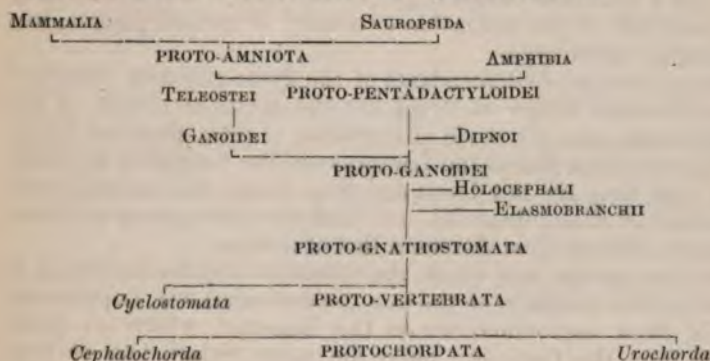 MAMMALIA SAUROPSIDA
PROTO-AMNIOTA AMPHIBIA
TELEOSTEI PROTO-PENTADACTYLOIDEI
GANOIDEI DIPNOI
PROTO-GANOIDEI
HOLOCEPHALI
ELASMOBRANCHII
PROTO-GNATHOSTOMATA
Cyclostomata PROTO-VERTEBRATA
Cephalochorda PROTOCHORDATA Urochorda